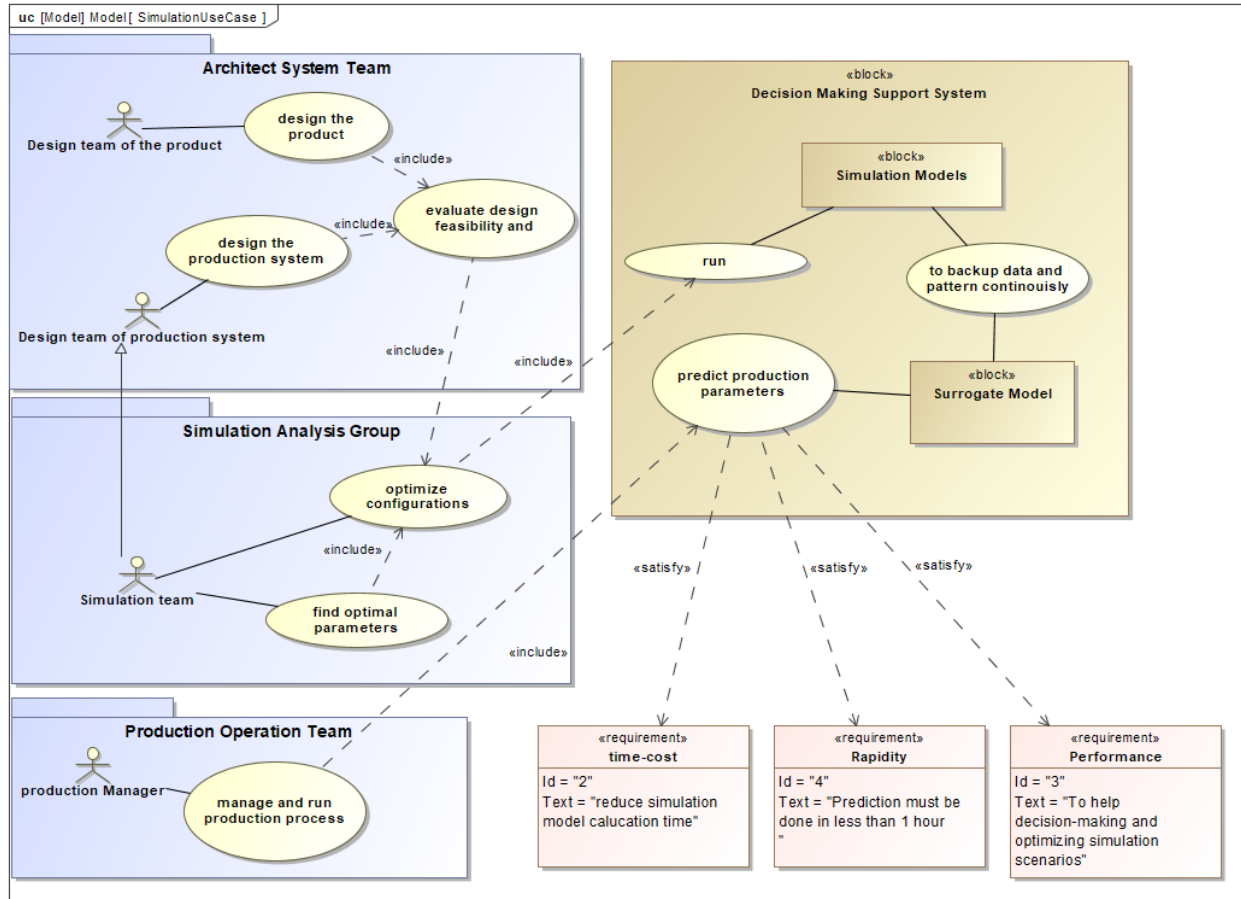 uc [Model] Model[ SimulationUseCase ]
Architect System Team
Design team of the product
design the
product
«include»
evaluate design
feasibility and
«include»
design the
production system
Design team of production system
«include»
Simulation Analysis Group
optimize
configurations
«include»
Simulation team
find optimal
parameters
Production Operation Team
production Manager
manage and run
production process
«include»
«include»
«block»
Decision Making Support System
«block»
Simulation Models
run
to backup data and
pattern continously
predict production
parameters
«block»
Surrogate Model
«satisfy»
«satisfy»
«satisfy»
«requirement»
time-cost
Id = "2"
Text = "reduce simulation
model calucation time"
«requirement»
Rapidity
Id = "4"
Text = "Prediction must be
done in less than 1 hour
"
«requirement»
Performance
Id = "3"
Text = "To help
decision-making and
optimizing simulation
scenarios"